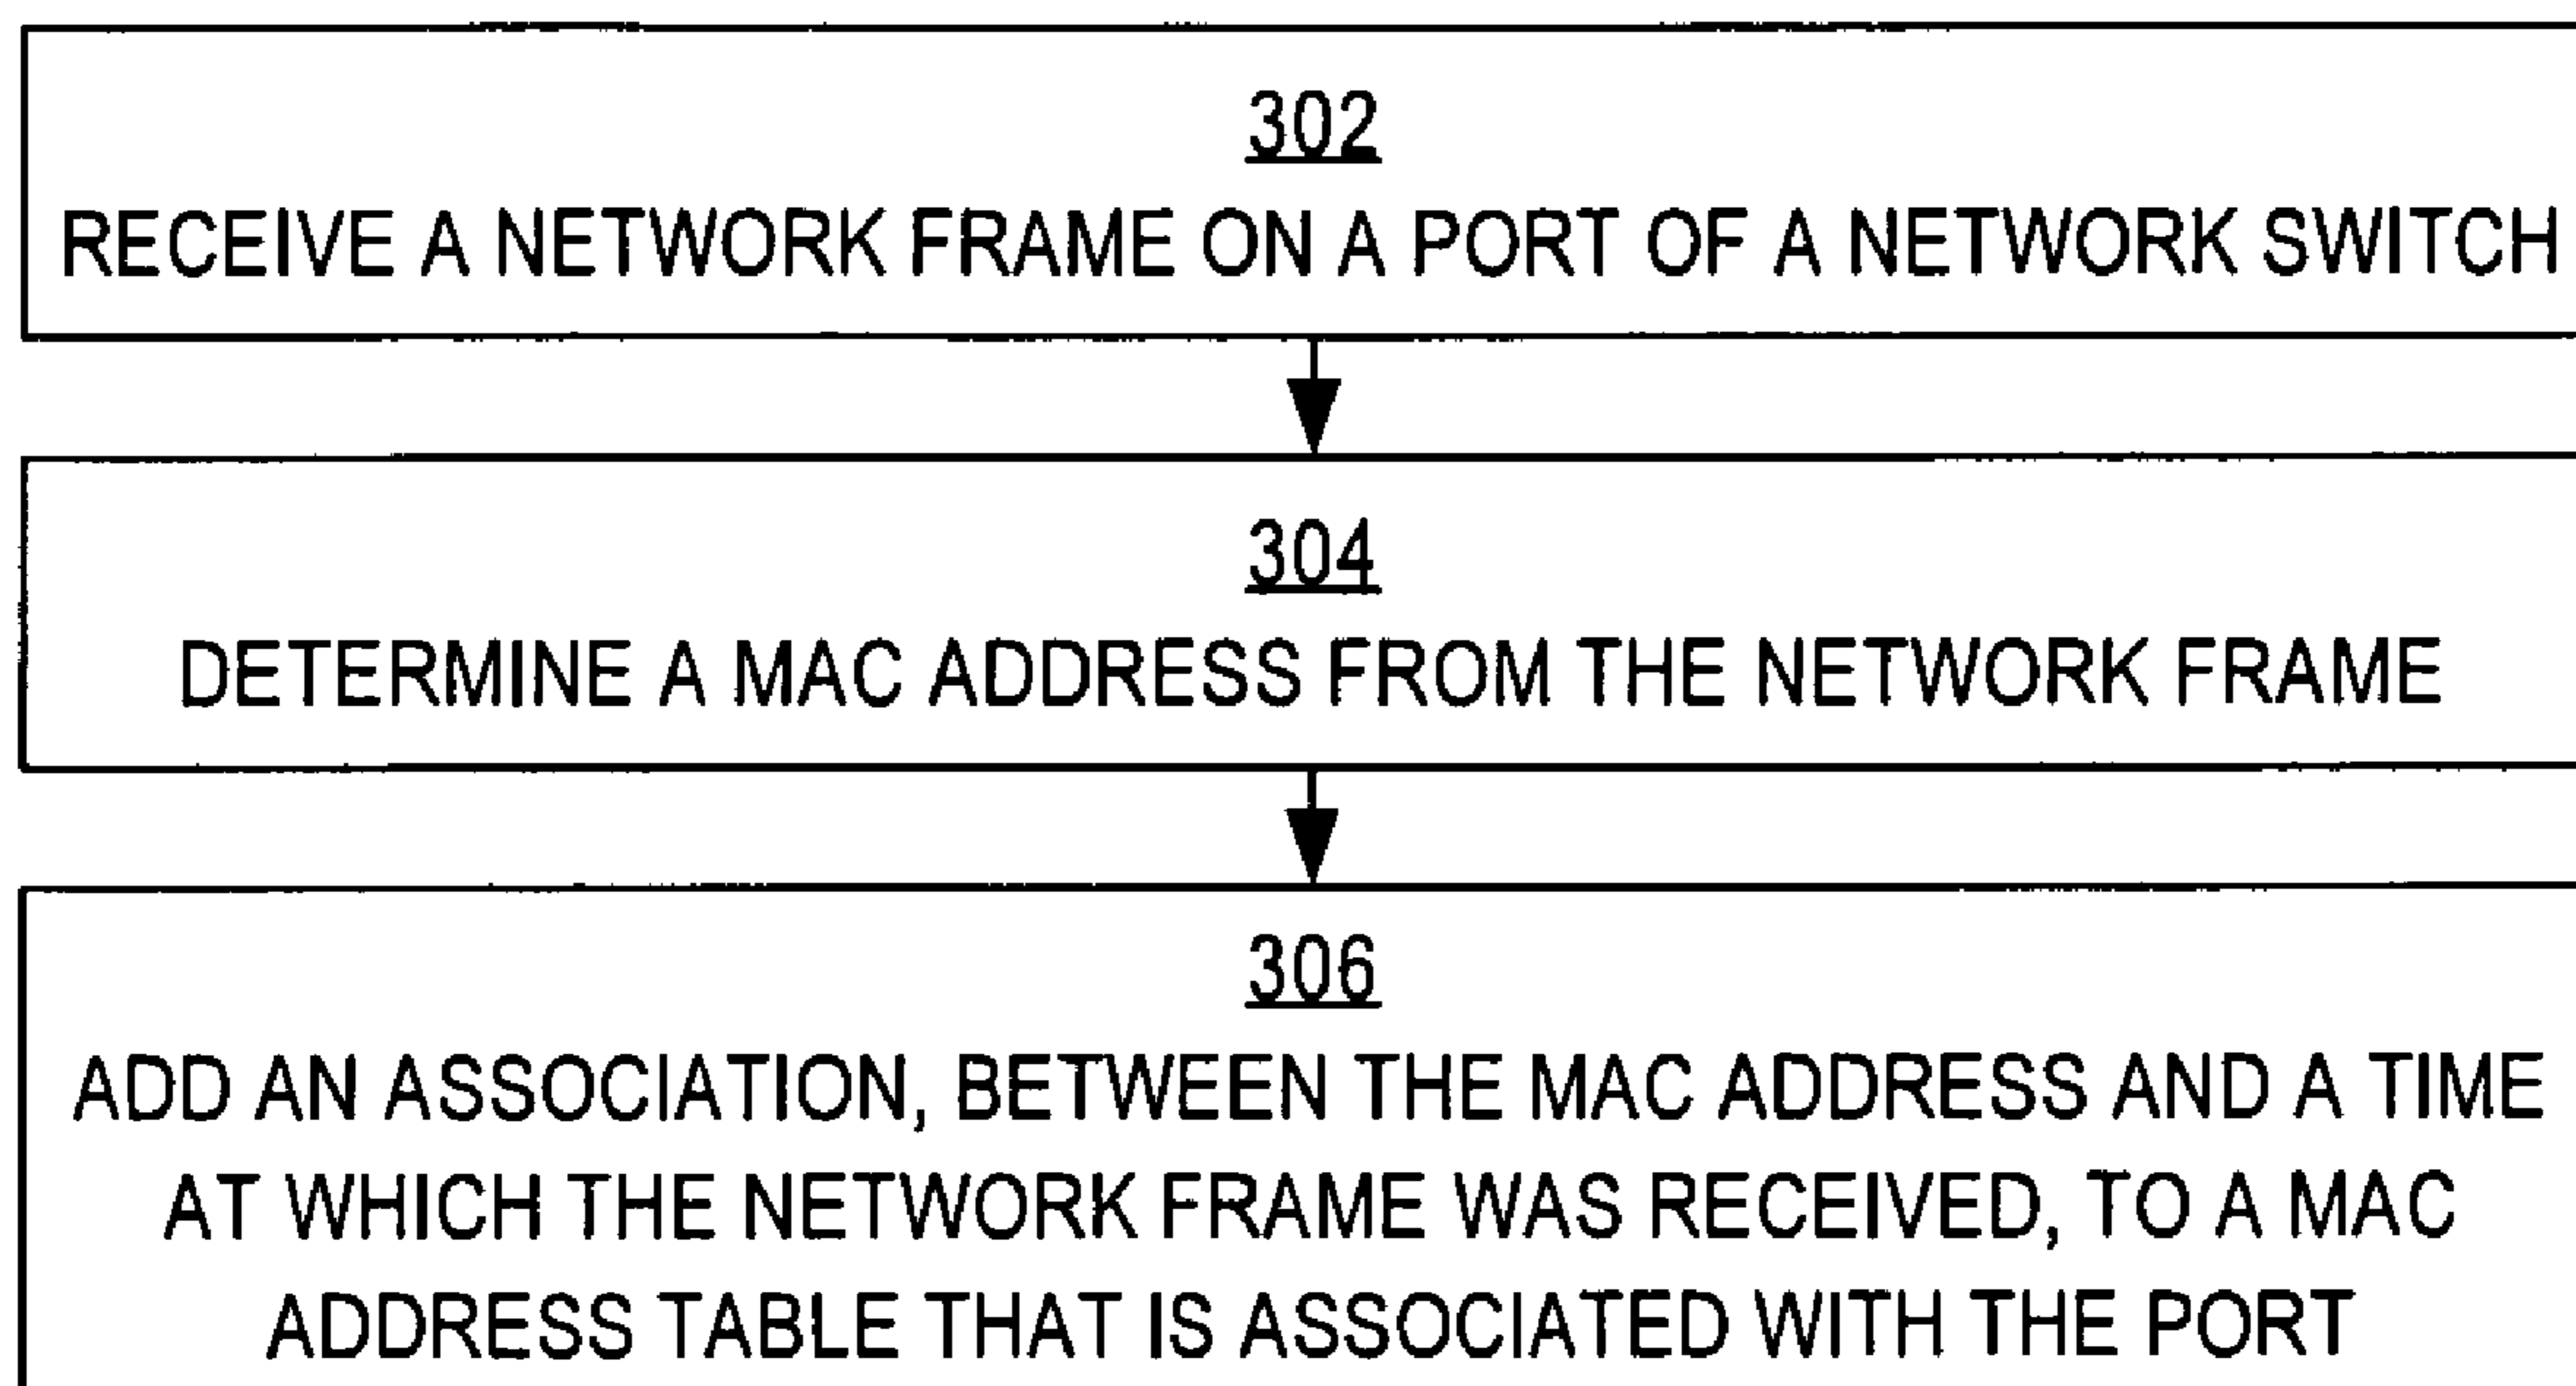 302
RECEIVE A NETWORK FRAME ON A PORT OF A NETWORK SWITCH
304
DETERMINE A MAC ADDRESS FROM THE NETWORK FRAME
306
ADD AN ASSOCIATION, BETWEEN THE MAC ADDRESS AND A TIME
AT WHICH THE NETWORK FRAME WAS RECEIVED, TO A MAC
ADDRESS TABLE THAT IS ASSOCIATED WITH THE PORT